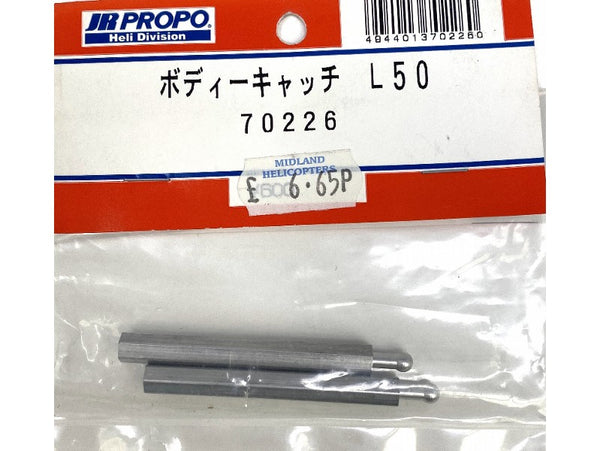 JR PROPO
Heli Division
4944013702260
ボディーキャッチ L50
70226
MIDLAND
HELICOPTERS
£ 6.65P